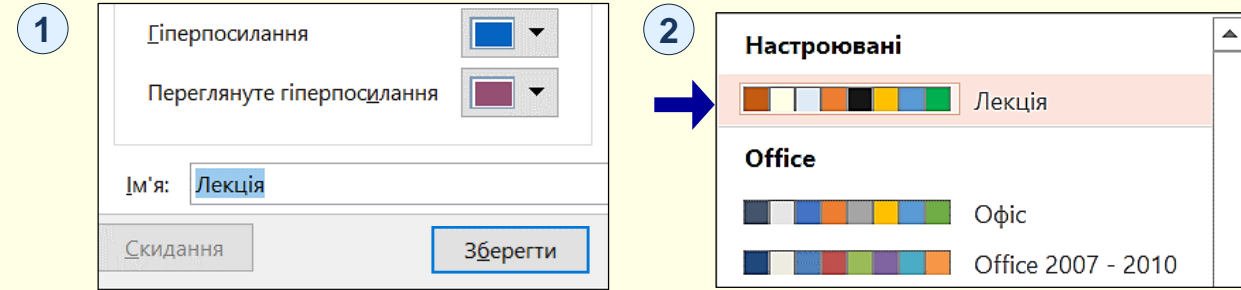 1
Гіперпосилання
Переглянуте гіперпосилання
Ім'я: Лекція
Скидання Зберегти
2
Настроювані
Лекція
Office
Офіс
Office 2007 - 2010